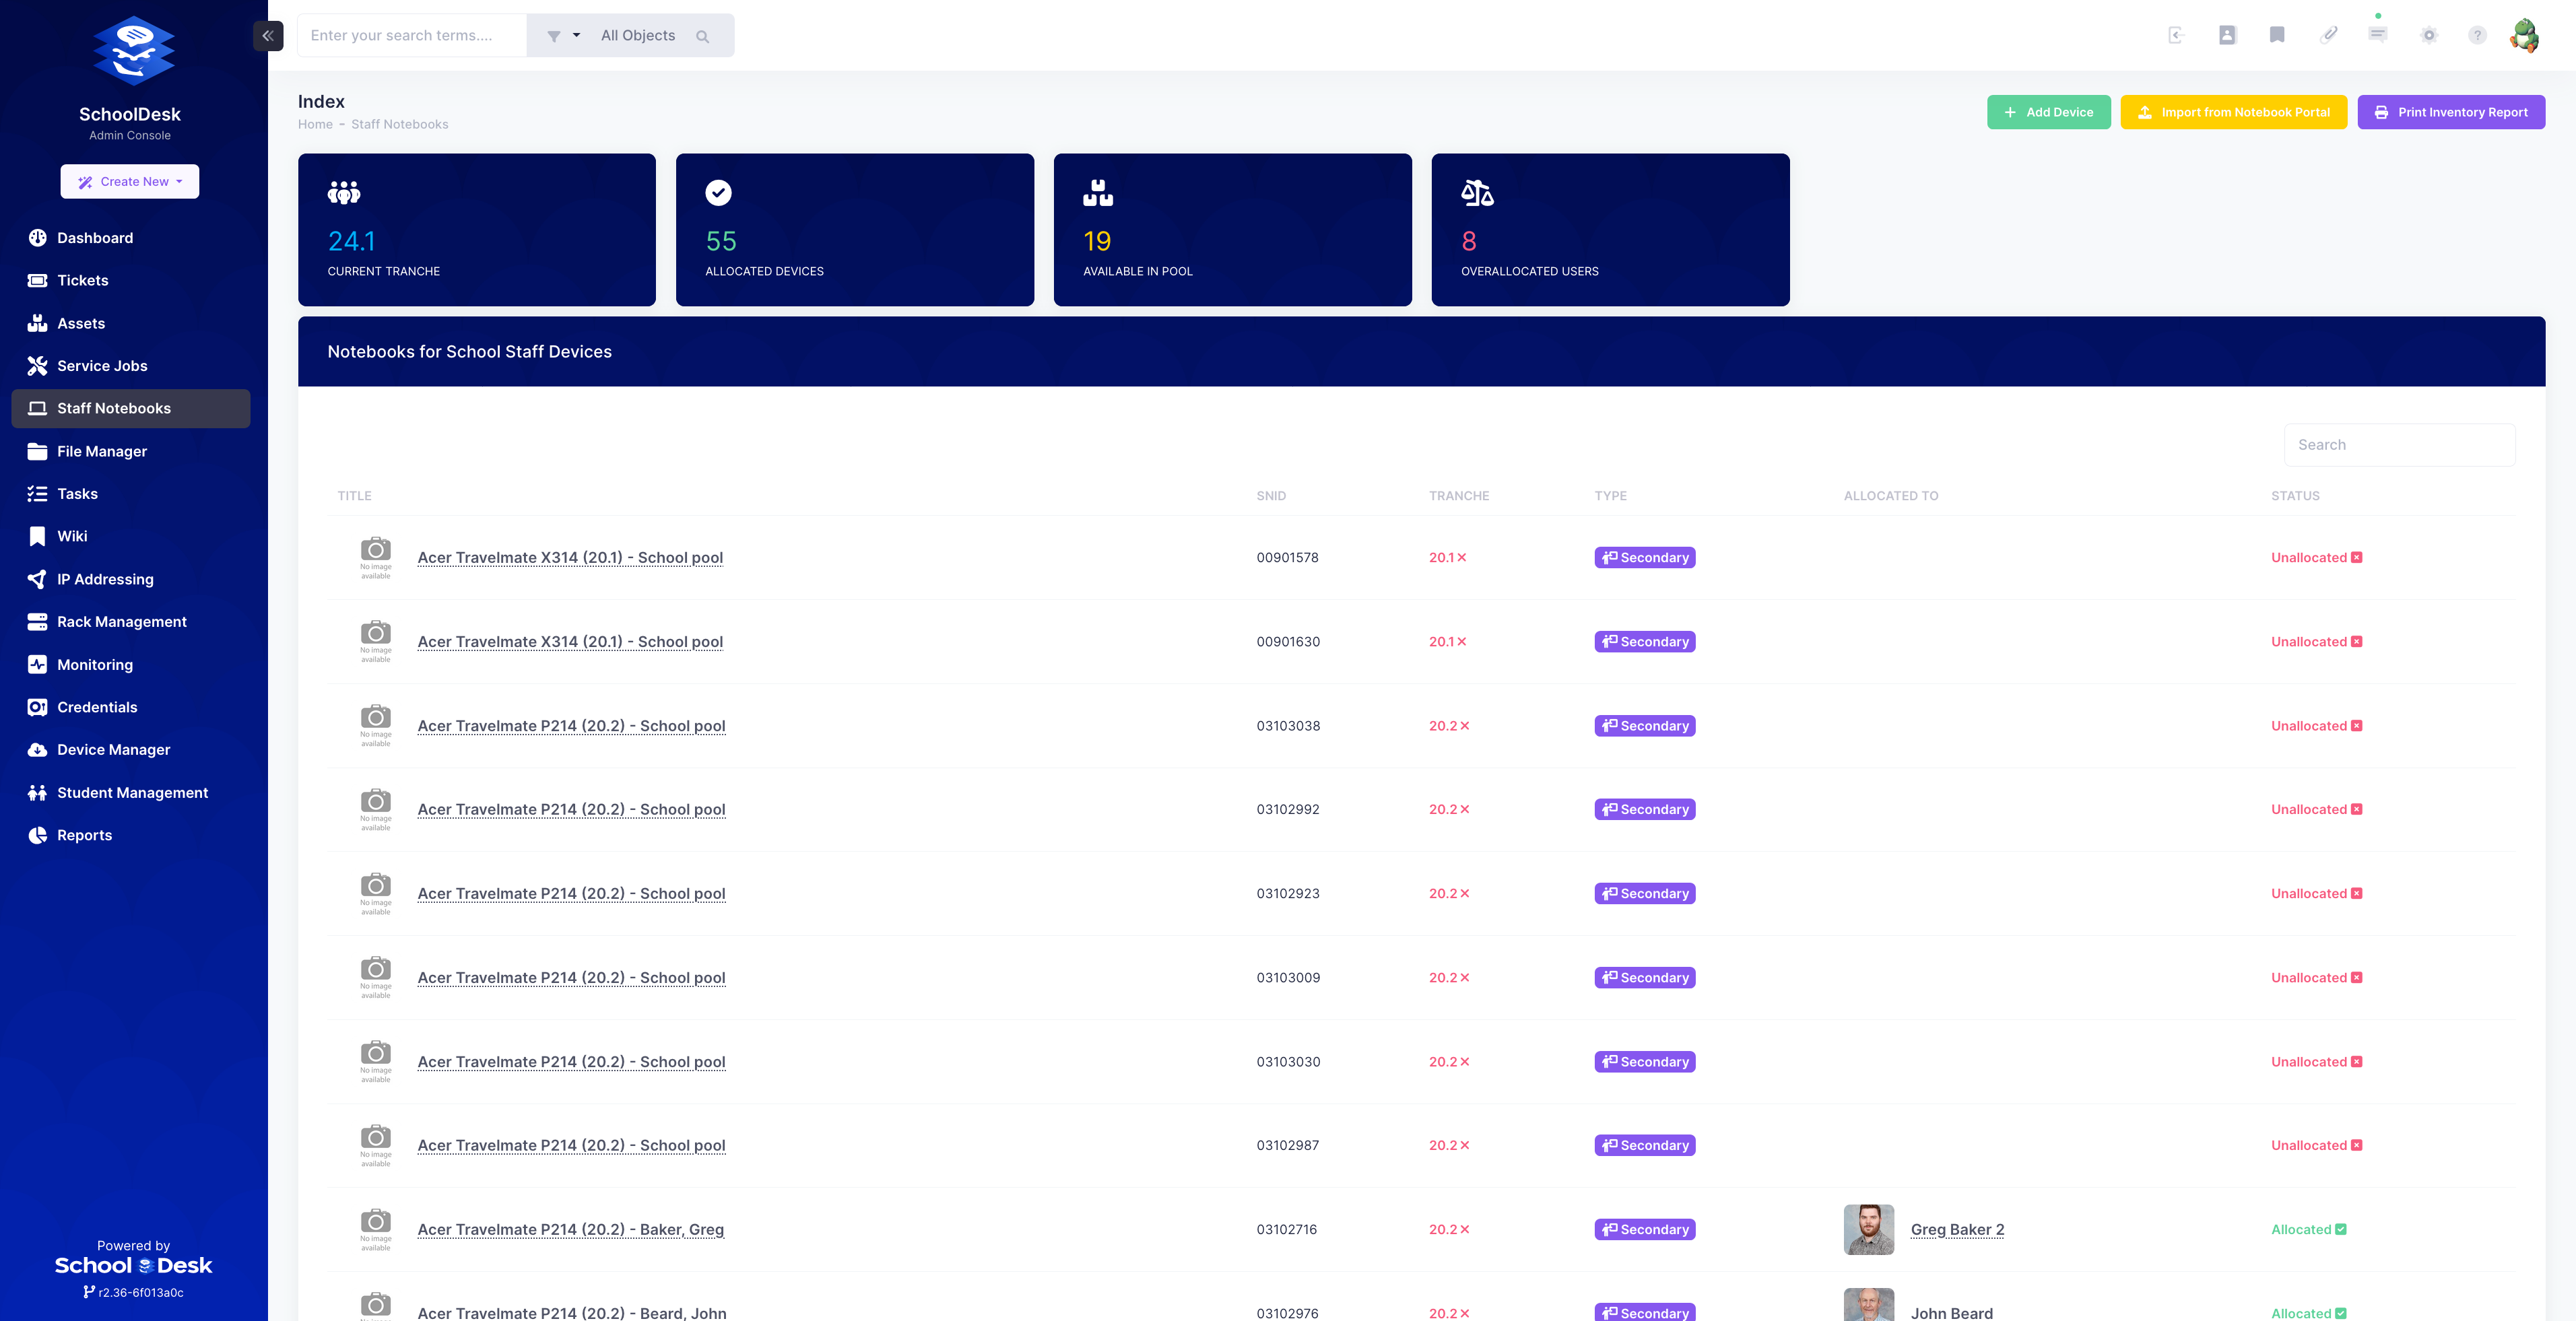 SchoolDesk
Admin Console
Create New
Dashboard
Tickets
Assets
Service Jobs
Staff Notebooks
File Manager
Tasks
Wiki
IP Addressing
Rack Management
Monitoring
Credentials
Device Manager
Student Management
Reports
Powered by
School Desk
r2.36-6f013a0c
Enter your search terms....
All Objects
?
Index
Home - Staff Notebooks
+ Add Device
Import from Notebook Portal
Print Inventory Report
24.1
CURRENT TRANCHE
55
ALLOCATED DEVICES
19
AVAILABLE IN POOL
8
OVERALLOCATED USERS
Notebooks for School Staff Devices
Search
TITLE SNID TRANCHE TYPE ALLOCATED TO STATUS
No image available
Acer Travelmate X314 (20.1) - School pool 00901578 20.1 Secondary Unallocated
No image available
Acer Travelmate X314 (20.1) - School pool 00901630 20.1 Secondary Unallocated
No image available
Acer Travelmate P214 (20.2) - School pool 03103038 20.2 Secondary Unallocated
No image available
Acer Travelmate P214 (20.2) - School pool 03102992 20.2 Secondary Unallocated
No image available
Acer Travelmate P214 (20.2) - School pool 03102923 20.2 Secondary Unallocated
No image available
Acer Travelmate P214 (20.2) - School pool 03103009 20.2 Secondary Unallocated
No image available
Acer Travelmate P214 (20.2) - School pool 03103030 20.2 Secondary Unallocated
No image available
Acer Travelmate P214 (20.2) - School pool 03102987 20.2 Secondary Unallocated
No image available
Acer Travelmate P214 (20.2) - Baker, Greg 03102716 20.2 Secondary Greg Baker 2 Allocated
Acer Travelmate P214 (20.2) - Beard, John 03102976 20.2 Secondary John Beard Allocated